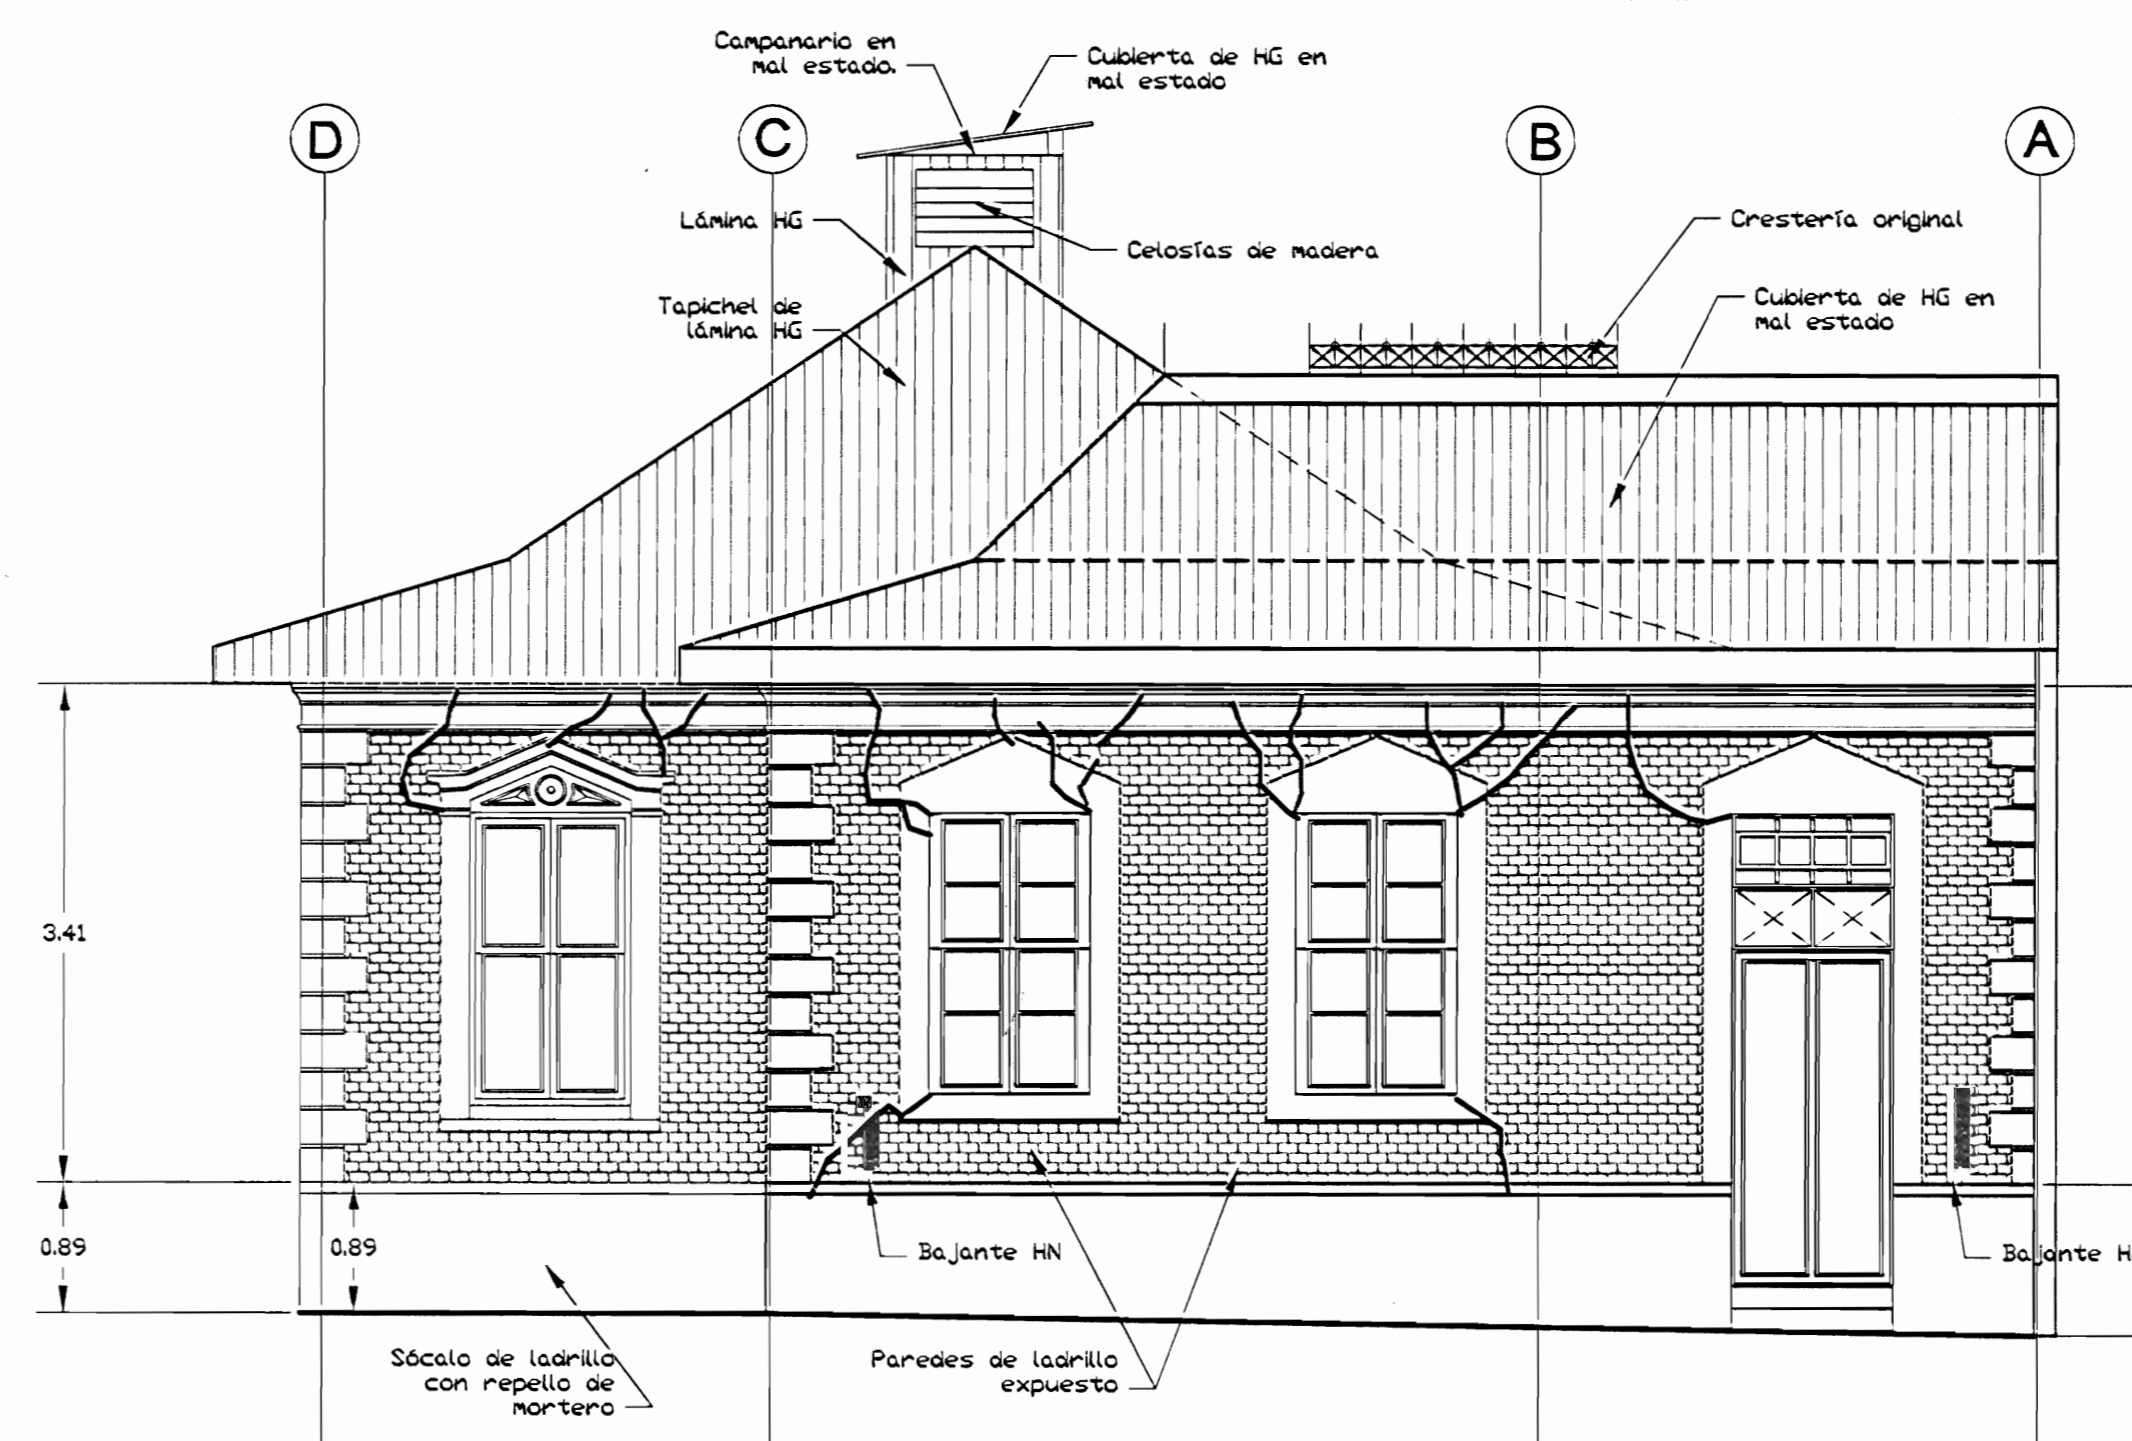 Campanario en
mal estado.
Cubierta de HG en
mal estado
D
C
B
A
Lámina HG
Celosías de madera
Crestería original
Tapichel de
lámina HG
Cubierta de HG en
mal estado
3.41
0.89
0.89
Bajante HN
Bajante H
Sócalo de ladrillo
con repello de
mortero
Paredes de ladrillo
expuesto